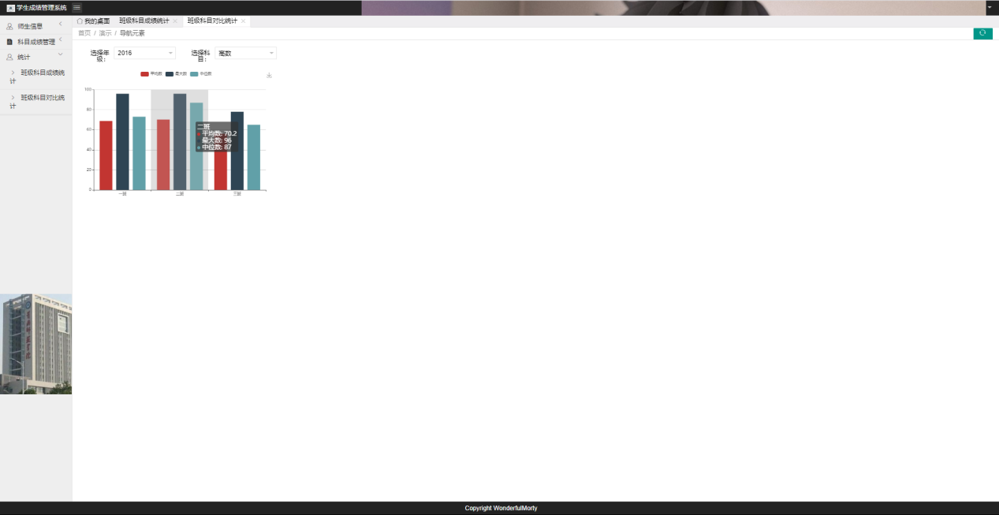 学生成绩管理系统
师生信息
科目成绩管理
统计
班级科目成绩统
计
班级科目对比统
计
我的桌面 班级科目成绩统计 班级科目对比统计
首页 / 演示 / 导航元素
选择年
级：
2016
选择科
目：
高数
平均数 最大数 中位数
100
80
60
40
20
0
二班
平均数: 70.2
最大数: 96
中位数: 87
一班 二班 三班
Copyright WonderfulMorty